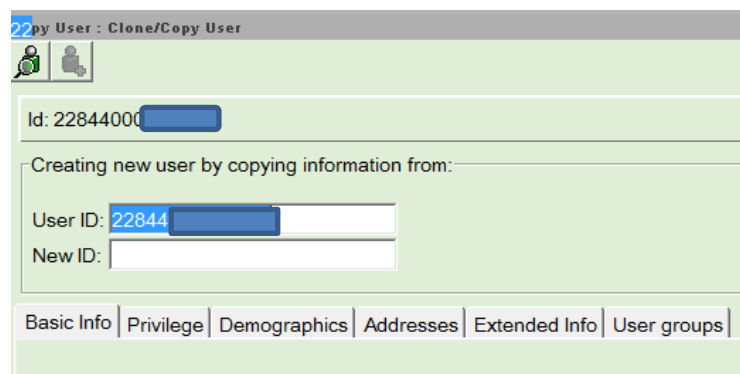 22py User : Clone/Copy User
Id: 22844000
Creating new user by copying information from:
User ID: 22844
New ID:
Basic Info Privilege Demographics Addresses Extended Info User groups